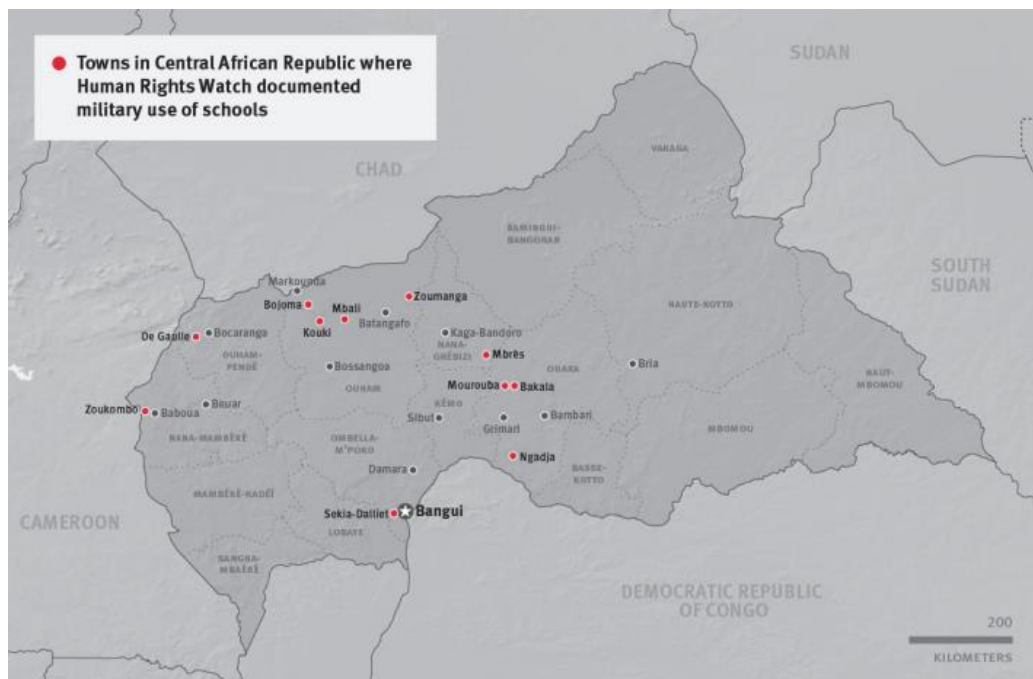 Towns in Central African Republic where
Human Rights Watch documented
military use of schools
SUDAN
CHAD
VAKAGA
BAMINGUI-
BANGORAN
SOUTH
SUDAN
Markounda
Bojoma
Mbali
Zoumanga
HAUTE-KOTTO
Kouki
Batangafo
De Gaulle
Bocaranga
Kaga-Bandoro
NANA-
GRÉBIZI
Mbrès
OUHAM-
PENDÉ
Bossangoa
OUAKA
Bria
HAUT-
MBOMOU
OUHAM
Mourouba
Bakala
KÉMO
Zoukombo
Baboua
Bouar
Sibut
Grimari
Bambari
MBOMOU
NANA-MAMBÉRÉ
OMBELLA-
M'POKO
Ngadja
BASSE-
KOTTO
Damara
MAMBÉRÉ-KADÉÏ
Sekia-Dalliet
Bangui
CAMEROON
LOBAYE
SANGHA-
MBAÉRÉ
DEMOCRATIC REPUBLIC
OF CONGO
200
KILOMETERS